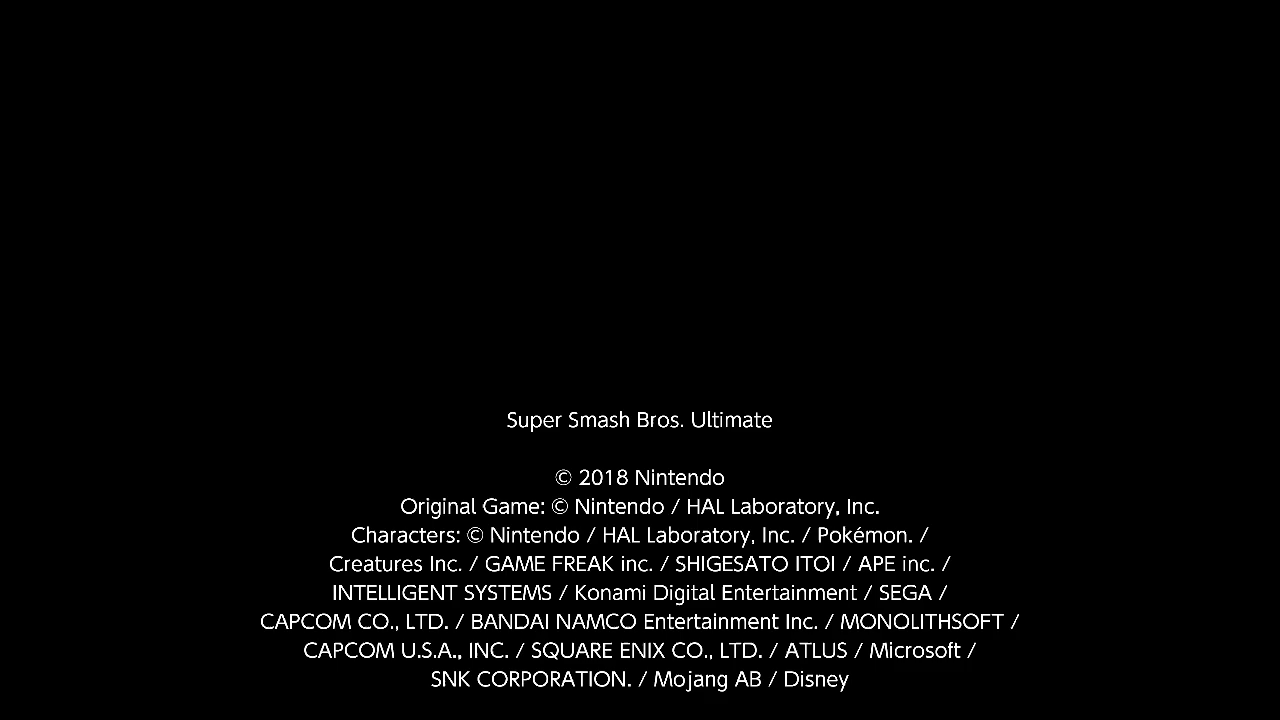 Super Smash Bros. Ultimate
© 2018 Nintendo
Original Game: © Nintendo / HAL Laboratory, Inc.
Characters: © Nintendo / HAL Laboratory, Inc. / Pokémon. /
Creatures Inc. / GAME FREAK inc. / SHIGESATO ITOI / APE inc. /
INTELLIGENT SYSTEMS / Konami Digital Entertainment / SEGA /
CAPCOM CO., LTD. / BANDAI NAMCO Entertainment Inc. / MONOLITHSOFT /
CAPCOM U.S.A., INC. / SQUARE ENIX CO., LTD. / ATLUS / Microsoft /
SNK CORPORATION. / Mojang AB / Disney